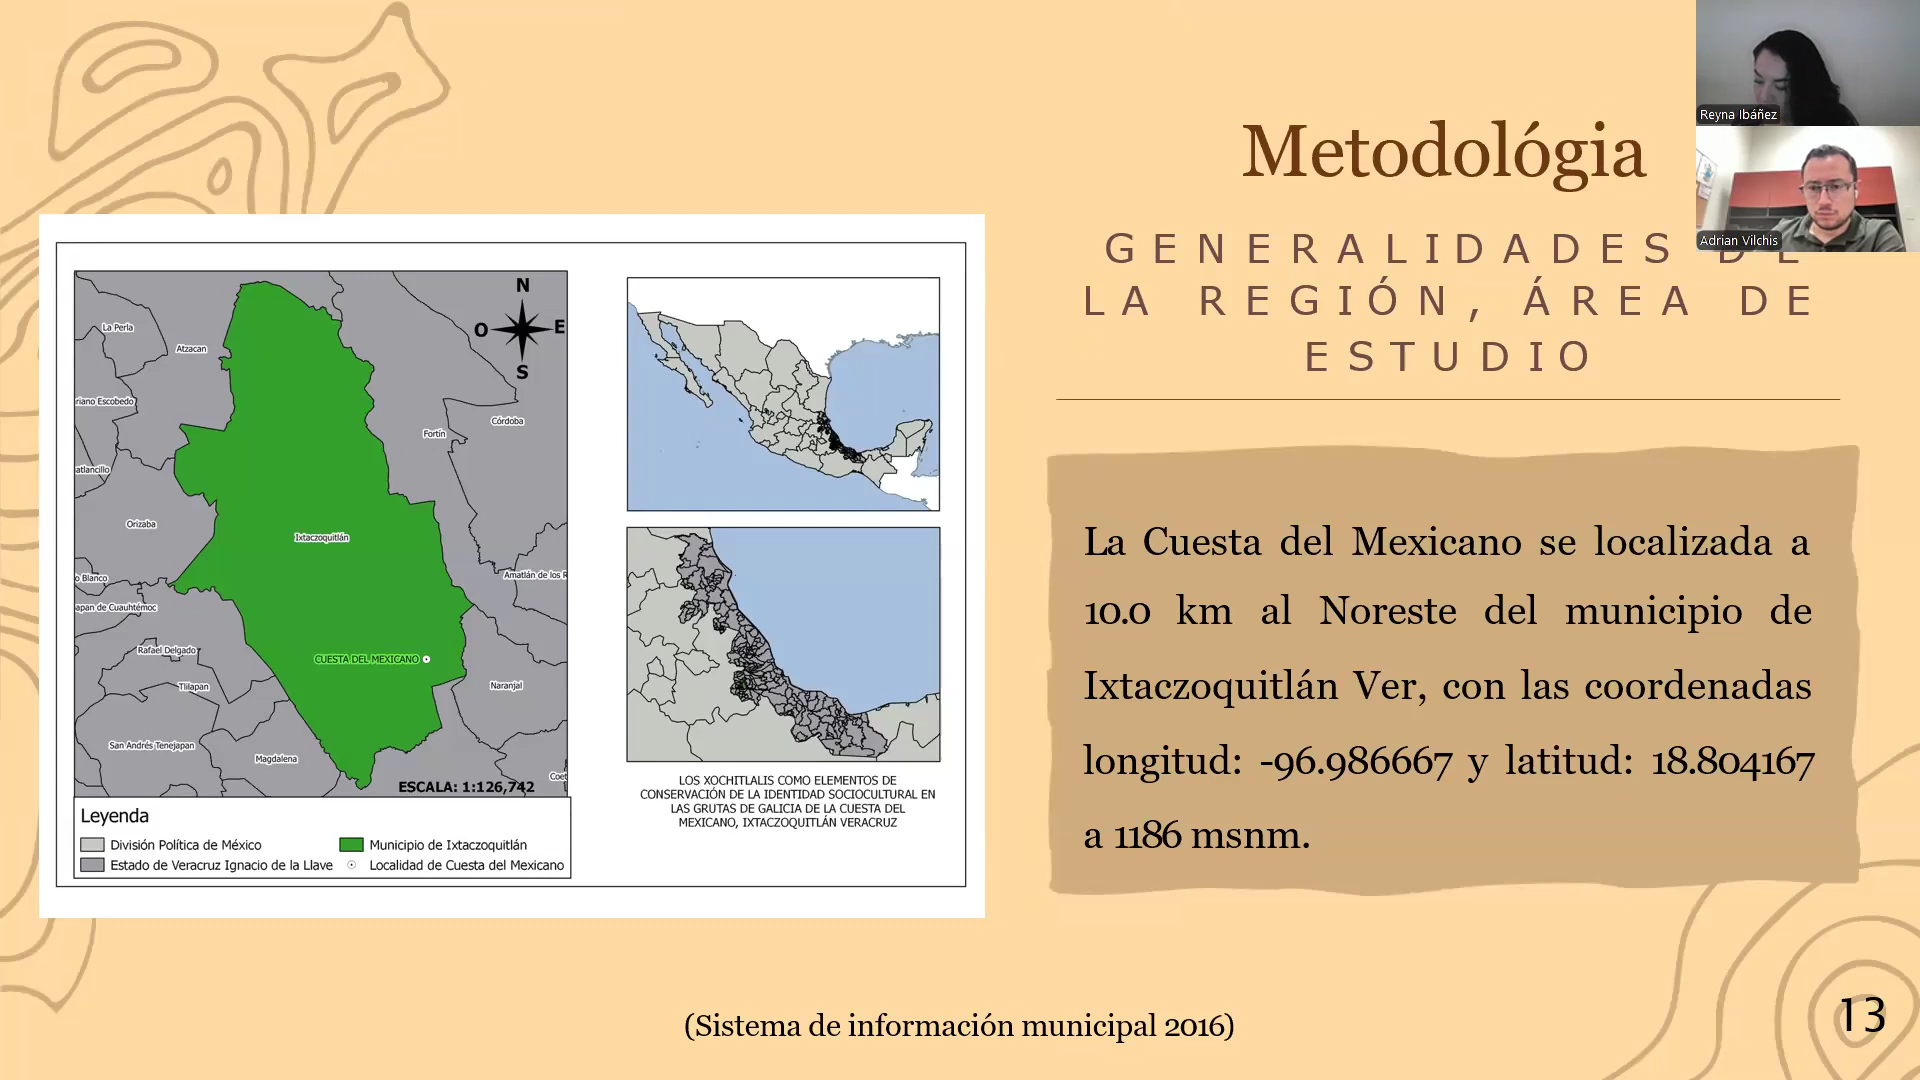 Metodológia
GENERALIDADES DE
LA REGIÓN, ÁREA DE
ESTUDIO
La Cuesta del Mexicano se localizada a
10.0 km al Noreste del municipio de
Ixtaczoquitlán Ver, con las coordenadas
longitud: -96.986667 y latitud: 18.804167
a 1186 msnm.
Reyna Ibáñez
Adrian Vilchis
N
O
E
S
La Perla
Atzacan
riano Escobedo
Córdoba
Fortín
atlancillo
Orizaba
Ixtaczoquitlán
o Blanco
Amatlán de los R
apan de Cuauhtémoc
Rafael Delgado
CUESTA DEL MEXICANO
Tlilapan
Naranjal
San Andrés Tenejapan
Magdalena
Coet
ESCALA: 1:126,742
Leyenda
División Política de México
Municipio de Ixtaczoquitlán
Estado de Veracruz Ignacio de la Llave
Localidad de Cuesta del Mexicano
LOS XOCHITLALIS COMO ELEMENTOS DE
CONSERVACIÓN DE LA IDENTIDAD SOCIOCULTURAL EN
LAS GRUTAS DE GALICIA DE LA CUESTA DEL
MEXICANO, IXTACZOQUITLÁN VERACRUZ
(Sistema de información municipal 2016)
13